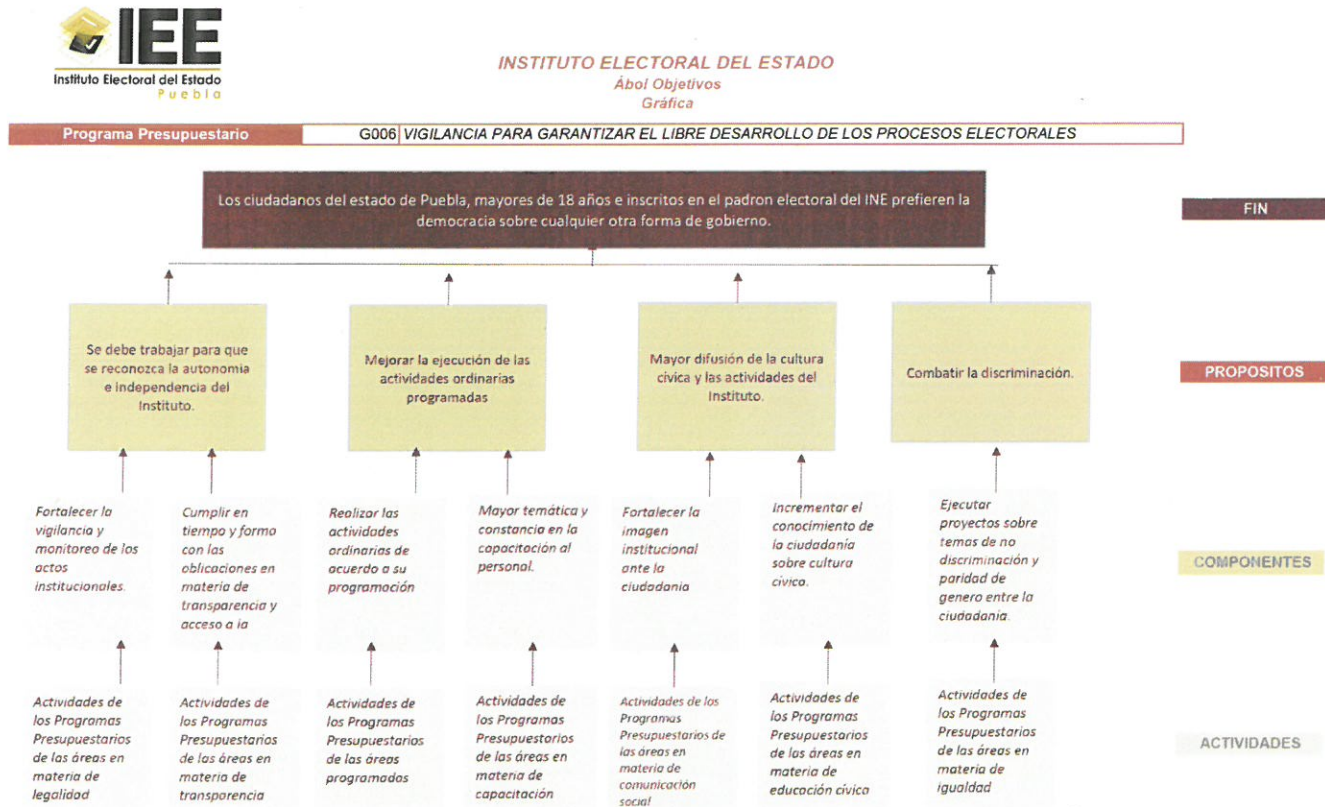 IEE
Instituto Electoral del Estado
Puebla
INSTITUTO ELECTORAL DEL ESTADO
Ábol Objetivos
Gráfica
Programa Presupuestario
G006 VIGILANCIA PARA GARANTIZAR EL LIBRE DESARROLLO DE LOS PROCESOS ELECTORALES
Los ciudadanos del estado de Puebla, mayores de 18 años e inscritos en el padron electoral del INE prefieren la
democracia sobre cualquier otra forma de gobierno.
FIN
Se debe trabajar para que
se reconozca la autonomia
e independencia del
Instituto.
Mejorar la ejecución de las
actividades ordinarias
programadas
Mayor difusión de la cultura
cívica y las actividades del
Instituto.
Combatir la discriminación.
PROPOSITOS
Fortalecer la
vigilancia y
monitoreo de los
actos
institucionales.
Cumplir en
tiempo y formo
con las
oblicaciones en
materia de
transparencia y
acceso a la
Realizar las
actividades
ordinarias de
acuerdo a su
programación
Mayor temática y
constancia en la
capacitación al
personal.
Fortalecer la
imagen
institucional
ante la
ciudadanía
Incrementar el
conocimiento de
la ciudadanía
sobre cultura
cívica.
Ejecutar
proyectos sobre
temas de no
discriminación y
paridad de
genero entre la
ciudadanía.
COMPONENTES
Actividades de
los Programas
Presupuestarios
de las áreas en
materia de
legalidad
Actividades de
los Programas
Presupuestarios
de las áreas en
materia de
transparencia
Actividades de
los Programas
Presupuestarios
de las áreas
programadas
Actividades de
los Programas
Presupuestarios
de las áreas en
materia de
capacitación
Actividades de los
Programas
Presupuestarios de
las áreas en
materia de
comunicación
social
Actividades de
los Programas
Presupuestarios
de las áreas en
materia de
educación cívica
Actividades de
los Programas
Presupuestarios
de las áreas en
materia de
igualdad
ACTIVIDADES